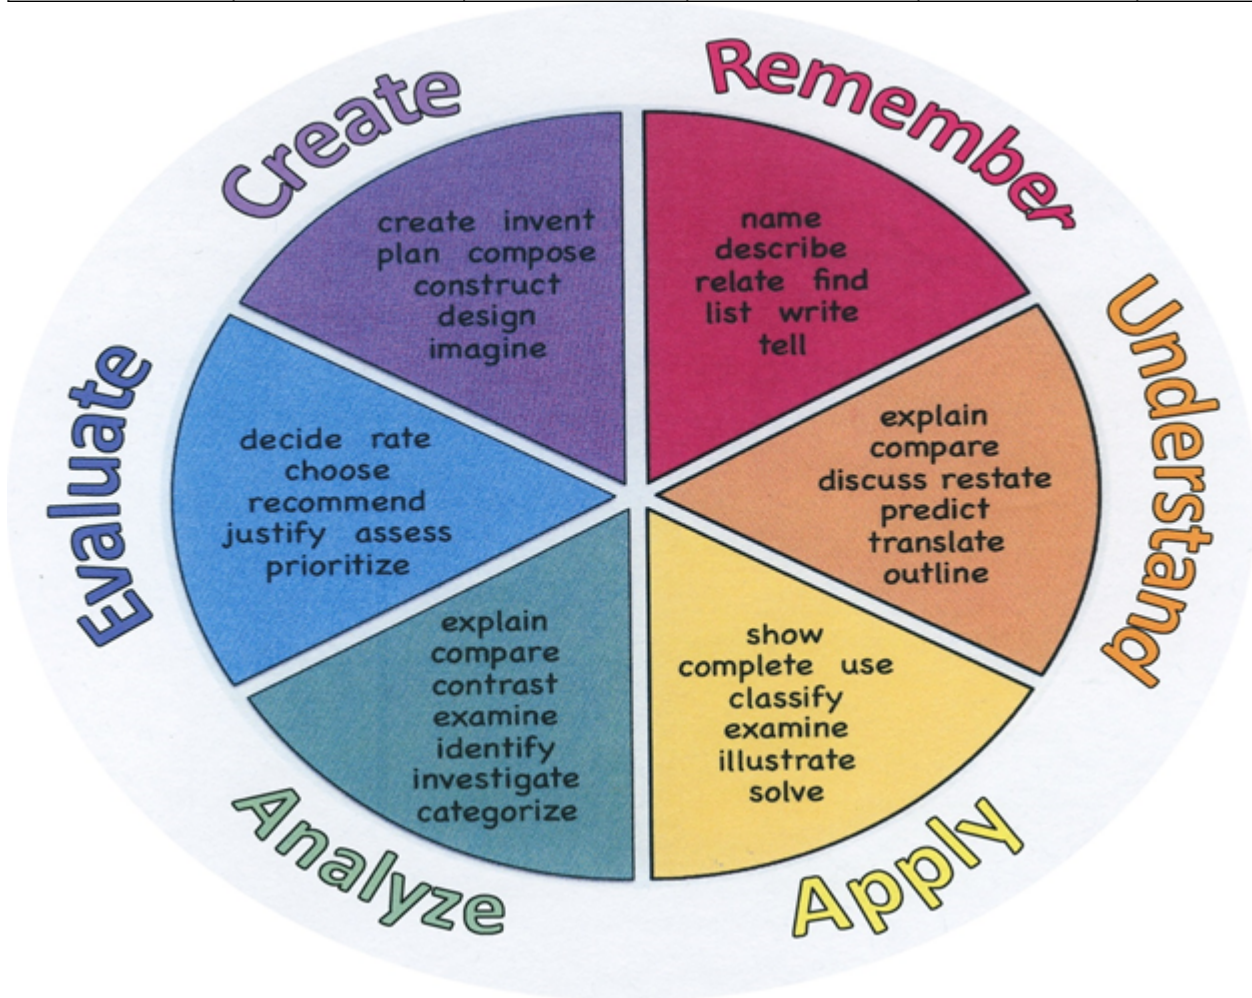 Remember
name
describe
relate find
list write
tell
Understand
explain
compare
discuss restate
predict
translate
outline
Apply
show
complete use
classify
examine
illustrate
solve
Analyze
explain
compare
contrast
examine
identify
investigate
categorize
Evaluate
decide rate
choose
recommend
justify assess
prioritize
Create
create invent
plan compose
construct
design
imagine